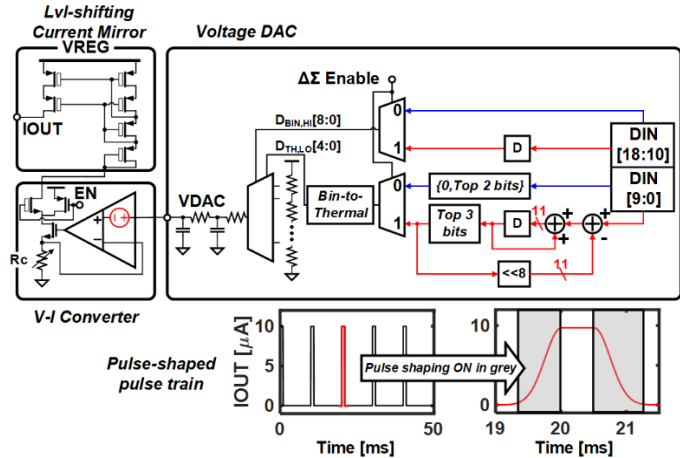 Lvl-shifting
Current Mirror
VREG
IOUT
EN
Rc
V-I Converter
Voltage DAC
ΔΣ Enable
D_BIN,HI[8:0]
D_TH,LO[4:0]
VDAC
Bin-to-
Thermal
0
1
D
DIN
[18:10]
DIN
[9:0]
0
1
{0,Top 2 bits}
Top 3
bits
D
11
+
+
+
-
<<8
11
+
-
Pulse-shaped
pulse train
IOUT [μA]
10
5
0
0
50
Time [ms]
Pulse shaping ON in grey
10
5
0
19
20
21
Time [ms]